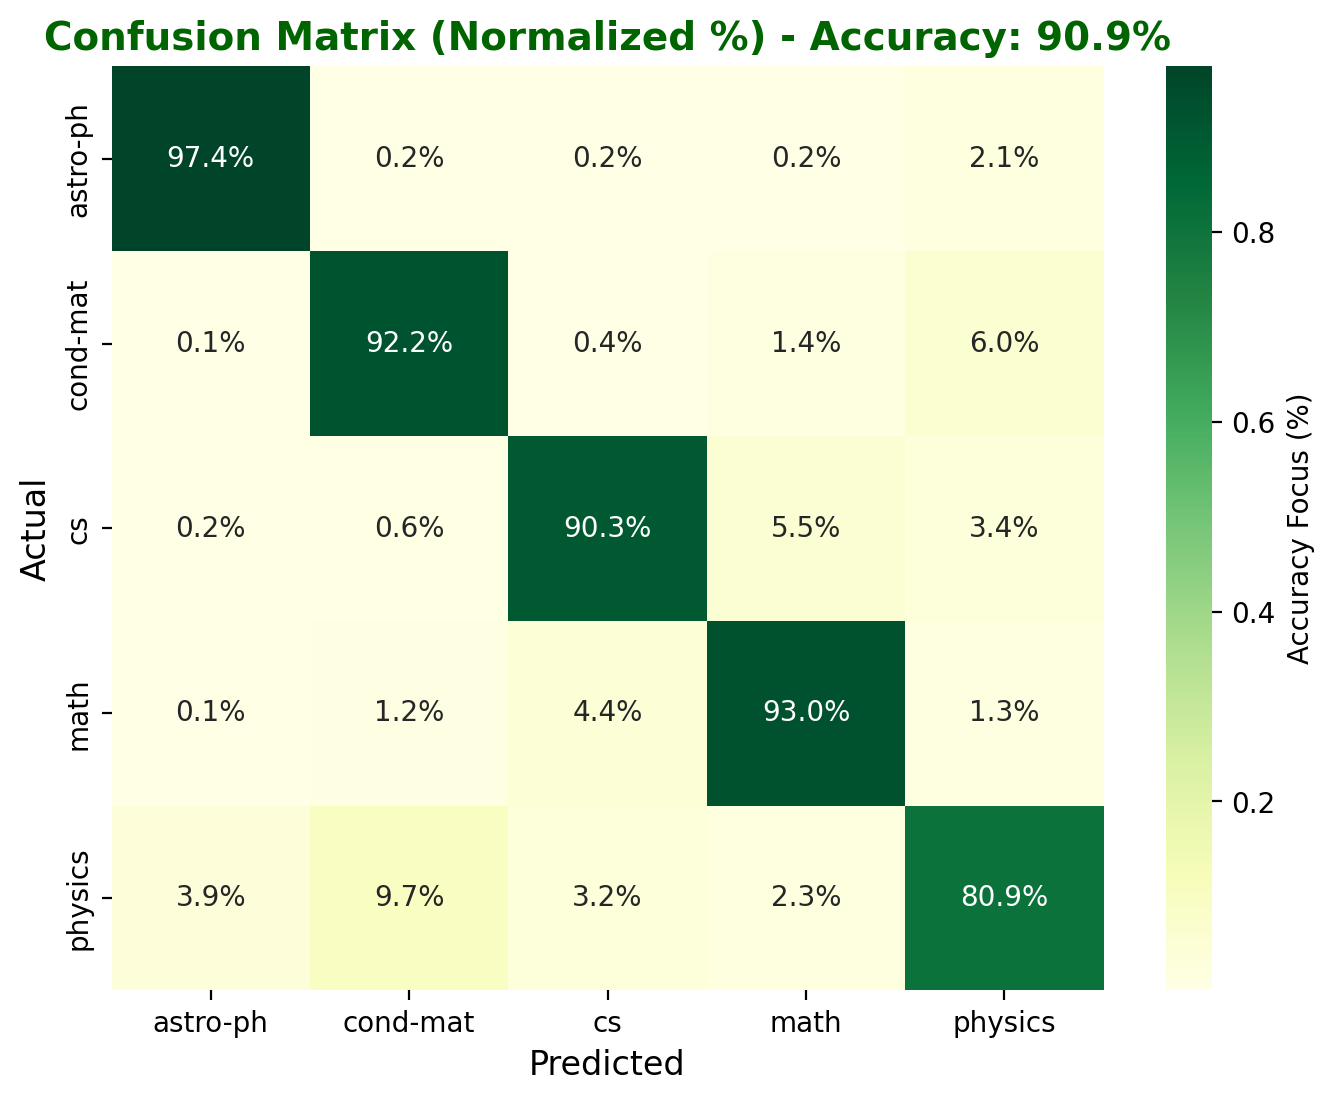 Confusion Matrix (Normalized %) - Accuracy: 90.9%
Actual
astro-ph
97.4% 0.2% 0.2% 0.2% 2.1%
cond-mat
0.1% 92.2% 0.4% 1.4% 6.0%
cs
0.2% 0.6% 90.3% 5.5% 3.4%
math
0.1% 1.2% 4.4% 93.0% 1.3%
physics
3.9% 9.7% 3.2% 2.3% 80.9%
astro-ph cond-mat cs math physics
Predicted
0.8
0.6
0.4
0.2
Accuracy Focus (%)